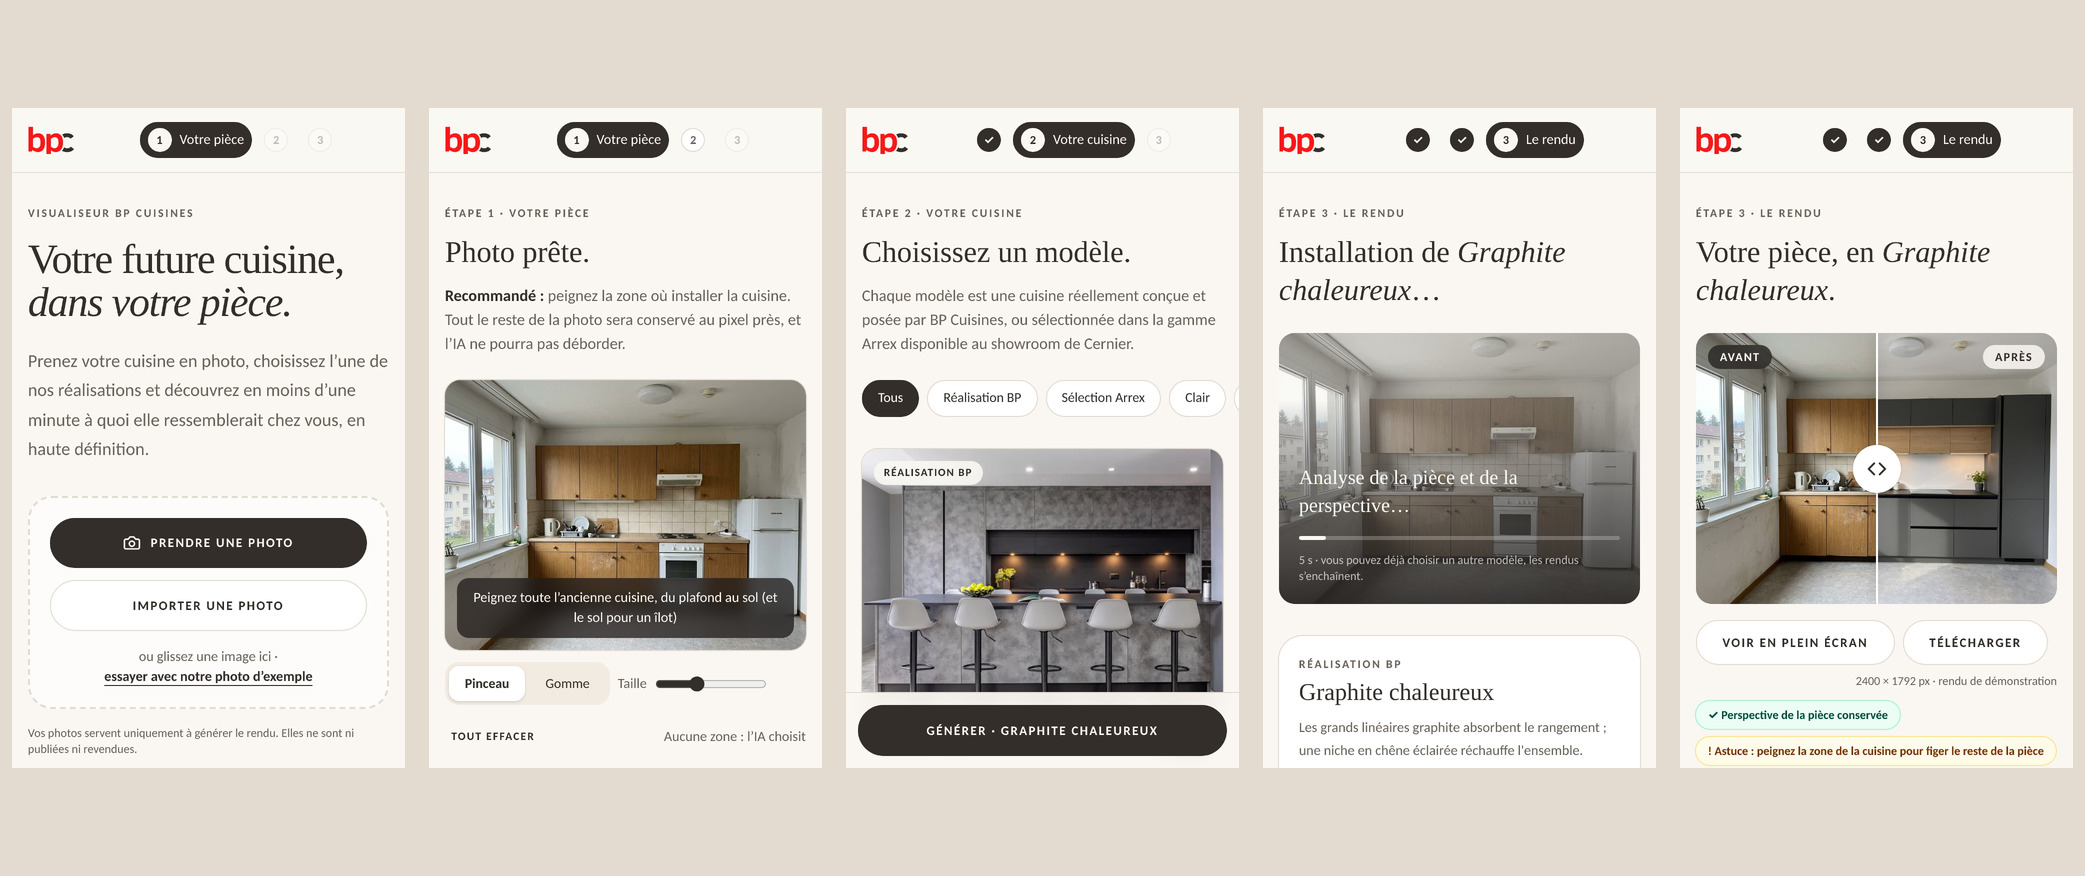 bpc
1 Votre pièce 2 3
VISUALISEUR BP CUISINES
Votre future cuisine,
dans votre pièce.
Prenez votre cuisine en photo, choisissez l’une de
nos réalisations et découvrez en moins d’une
minute à quoi elle ressemblerait chez vous, en
haute définition.
PRENDRE UNE PHOTO
IMPORTER UNE PHOTO
ou glissez une image ici ·
essayer avec notre photo d’exemple
Vos photos servent uniquement à générer le rendu. Elles ne sont ni
publiées ni revendues.
bpc
1 Votre pièce 2 3
ÉTAPE 1 · VOTRE PIÈCE
Photo prête.
Recommandé : peignez la zone où installer la cuisine.
Tout le reste de la photo sera conservé au pixel près, et
l’IA ne pourra pas déborder.
Peignez toute l’ancienne cuisine, du plafond au sol (et
le sol pour un îlot)
Pinceau Gomme Taille
TOUT EFFACER Aucune zone : l’IA choisit
bpc
2 Votre cuisine 3
ÉTAPE 2 · VOTRE CUISINE
Choisissez un modèle.
Chaque modèle est une cuisine réellement conçue et
posée par BP Cuisines, ou sélectionnée dans la gamme
Arrex disponible au showroom de Cernier.
Tous Réalisation BP Sélection Arrex Clair
RÉALISATION BP
GÉNÉRER · GRAPHITE CHALEUREUX
bpc
3 Le rendu
ÉTAPE 3 · LE RENDU
Installation de Graphite
chaleureux…
Analyse de la pièce et de la
perspective…
5 s · vous pouvez déjà choisir un autre modèle, les rendus
s’enchaînent.
RÉALISATION BP
Graphite chaleureux
Les grands linéaires graphite absorbent le rangement ;
une niche en chêne éclairée réchauffe l'ensemble.
bpc
3 Le rendu
ÉTAPE 3 · LE RENDU
Votre pièce, en Graphite
chaleureux.
AVANT APRÈS
VOIR EN PLEIN ÉCRAN TÉLÉCHARGER
2400 × 1792 px · rendu de démonstration
✓ Perspective de la pièce conservée
! Astuce : peignez la zone de la cuisine pour figer le reste de la pièce